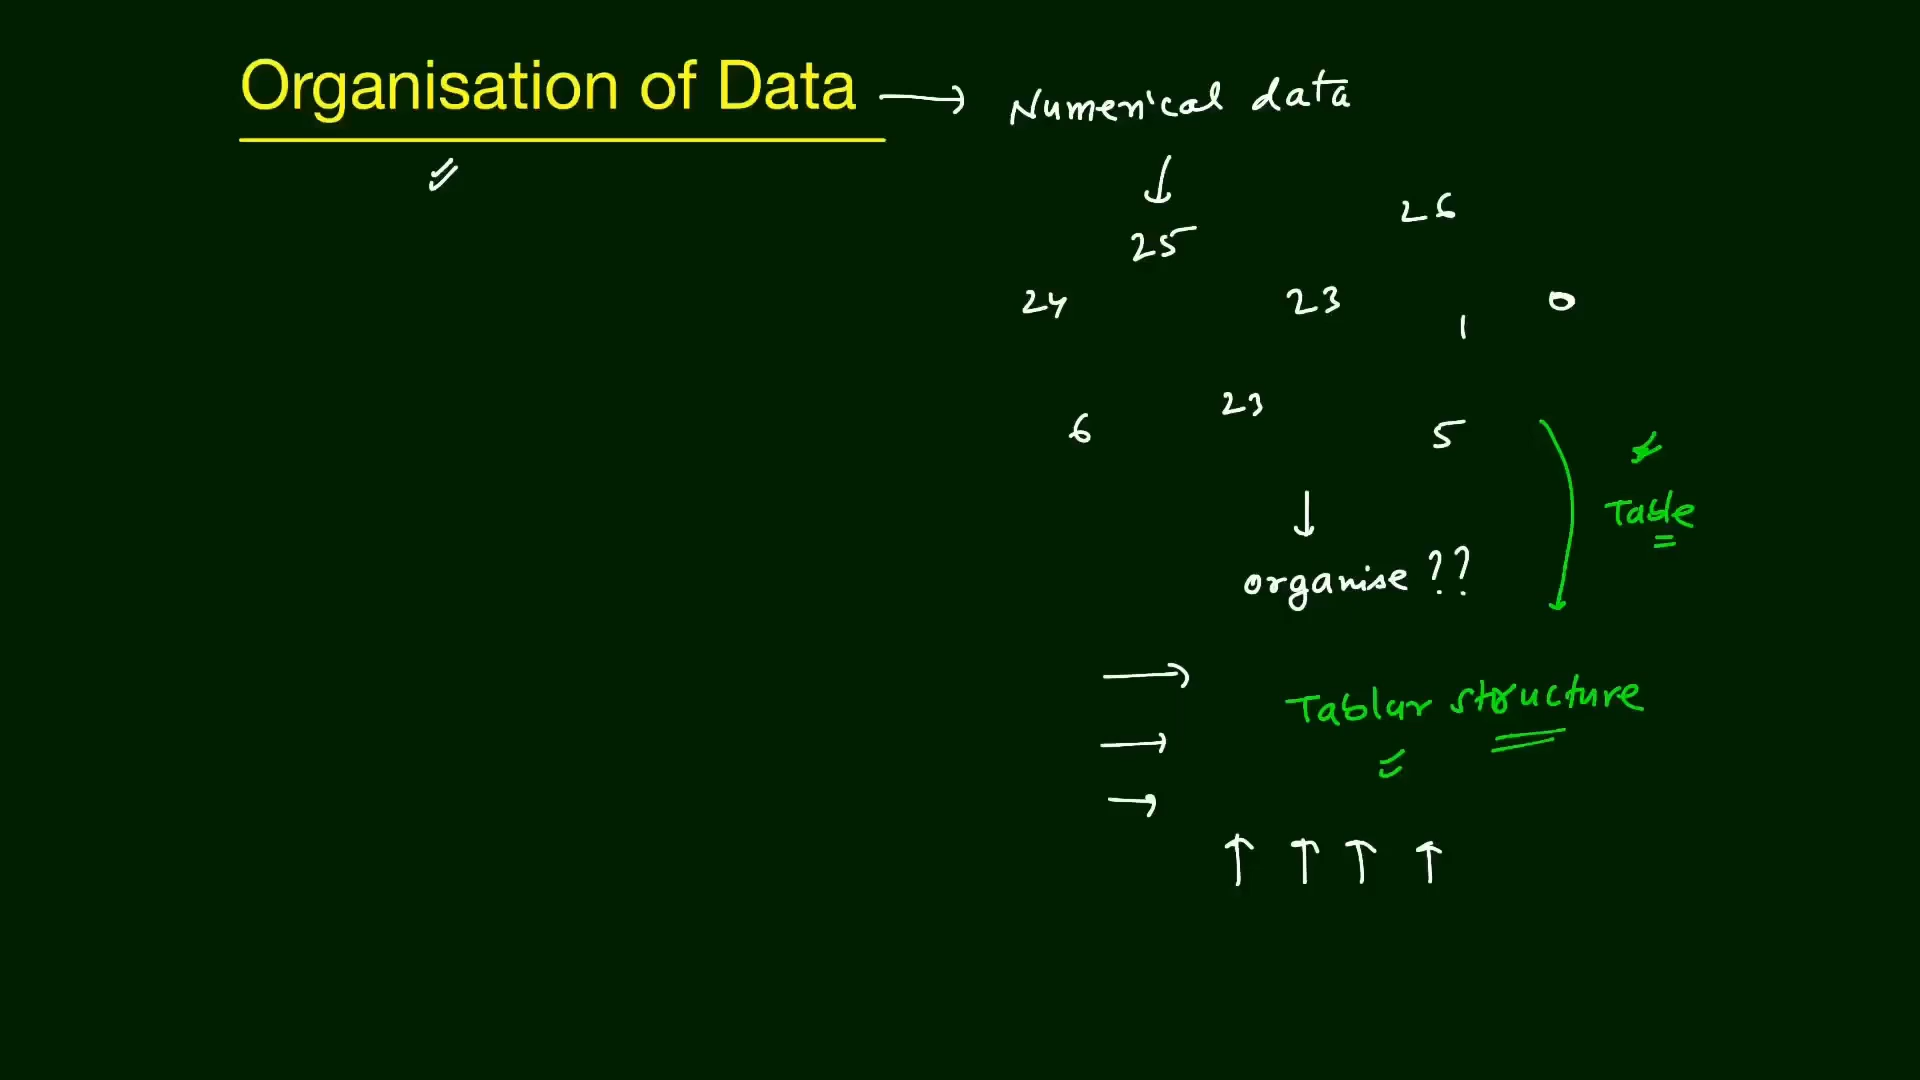 Organisation of Data → Numerical data
↓
26
25
24 23 0
1
23
6 5
↓
Table
organise ??
→ Tablur structure
→
→
↑ ↑ ↑ ↑